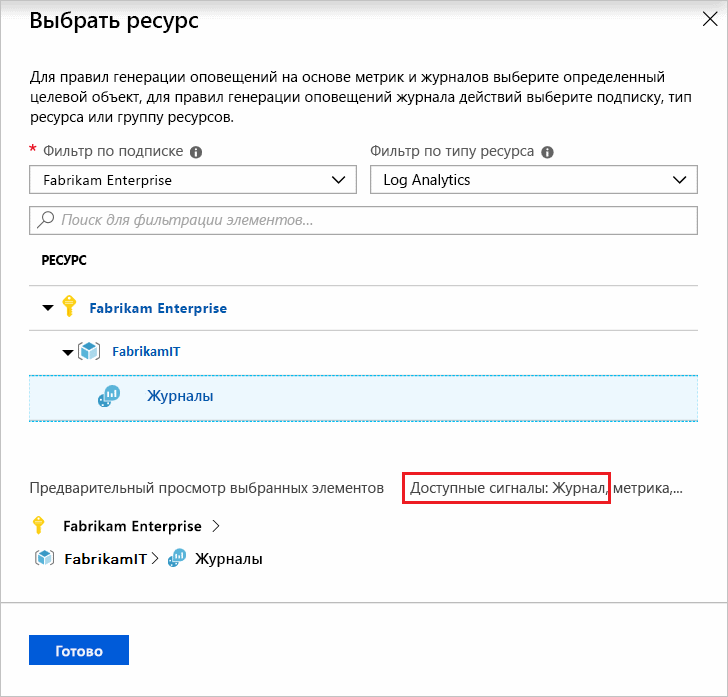 Выбрать ресурс
Для правил генерации оповещений на основе метрик и журналов выберите определенный
целевой объект, для правил генерации оповещений журнала действий выберите подписку, тип
ресурса или группу ресурсов.
* Фильтр по подписке
Фильтр по типу ресурса
Fabrikam Enterprise
Log Analytics
Поиск для фильтрации элементов...
РЕСУРС
Fabrikam Enterprise
FabrikamIT
Журналы
Предварительный просмотр выбранных элементов
Доступные сигналы: Журнал, метрика,...
Fabrikam Enterprise >
FabrikamIT > Журналы
Готово